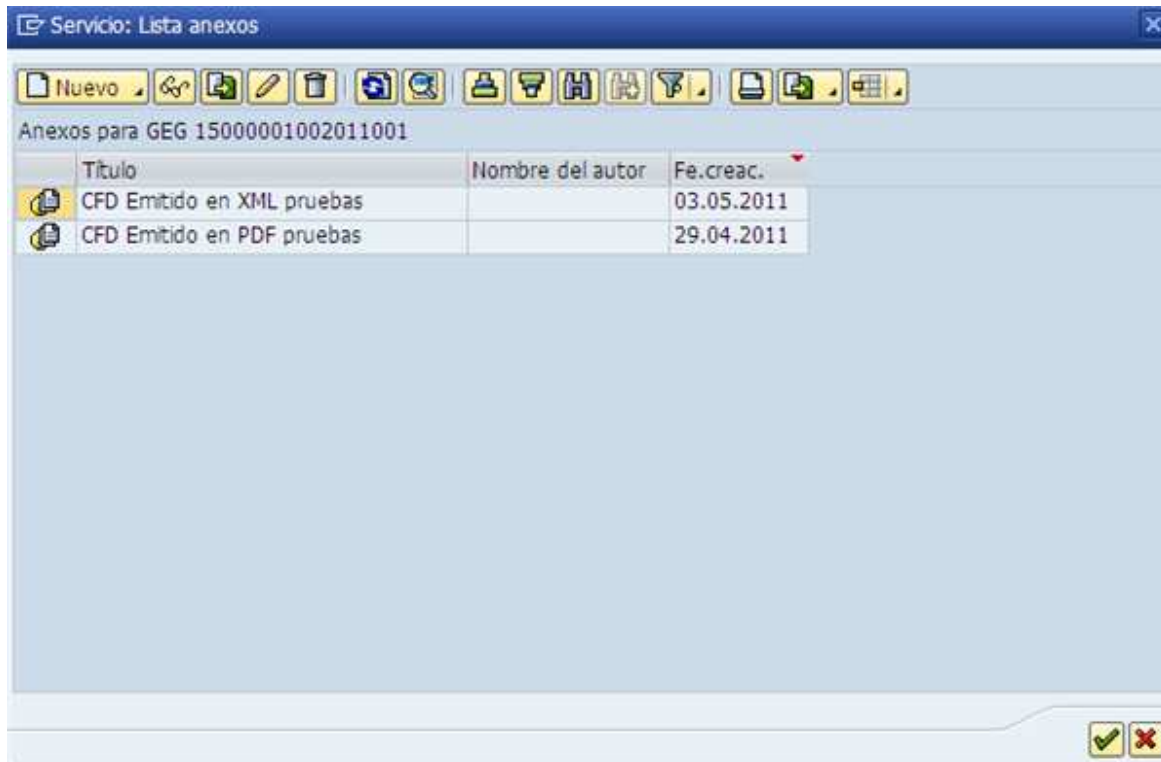 Servicio: Lista anexos
Nuevo
Anexos para GEG 15000001002011001
Título Nombre del autor Fe.creac.
CFD Emitido en XML pruebas 03.05.2011
CFD Emitido en PDF pruebas 29.04.2011